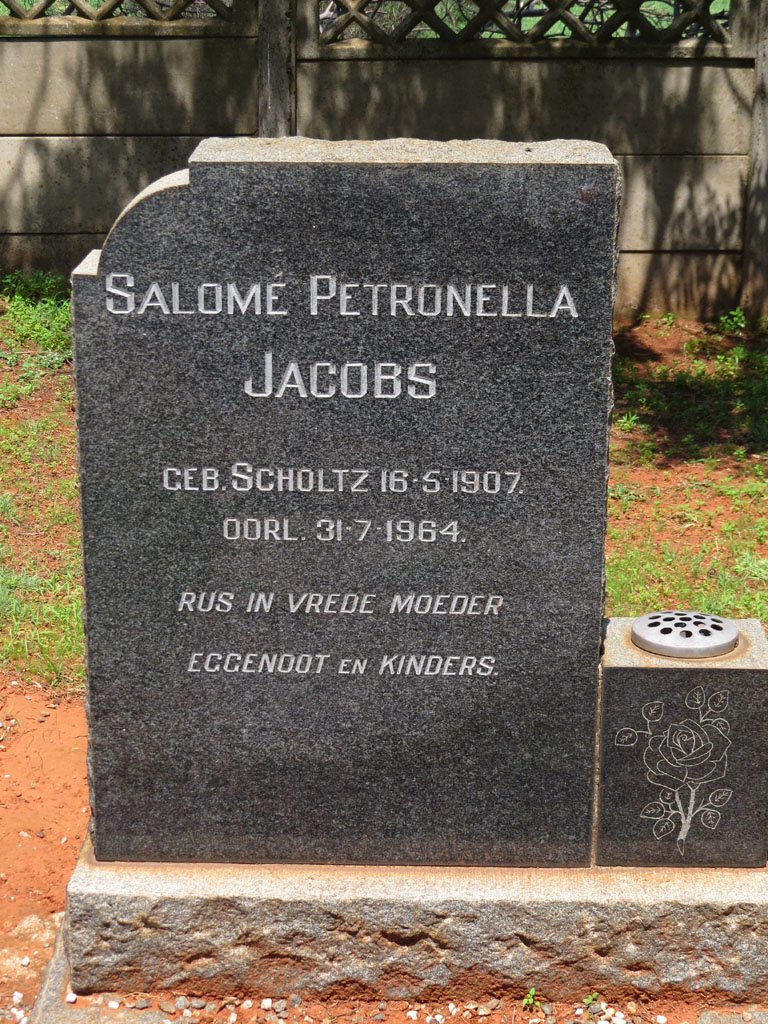 SALOMÉ PETRONELLA
JACOBS
GEB. SCHOLTZ 16-5-1907.
OORL. 31-7-1964.
RUS IN VREDE MOEDER
EGGENOOT EN KINDERS.